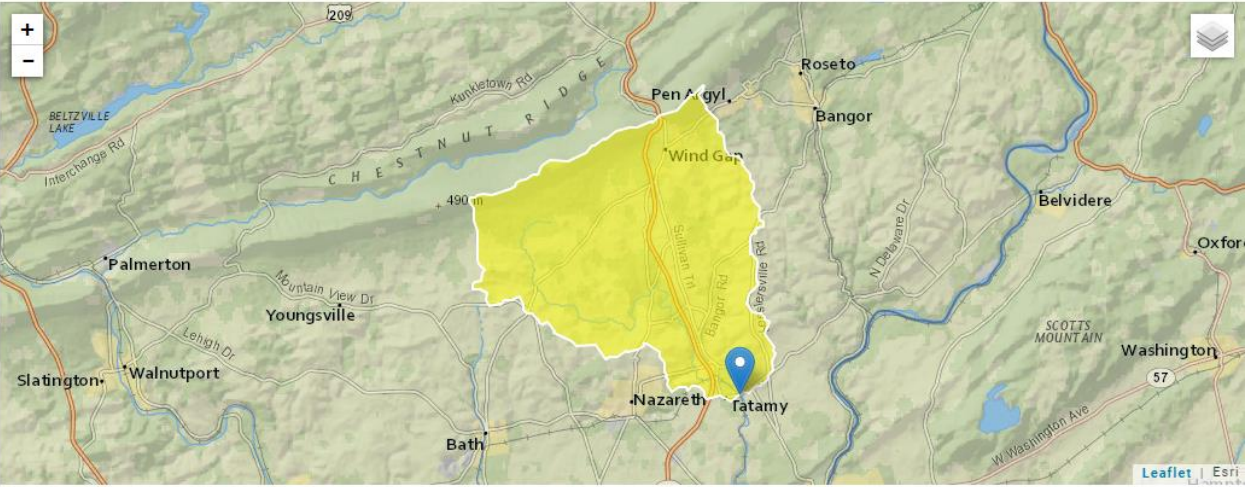 +
−
209
Roseto
Kunkletown Rd
Pen Argyl
BELTZVILLE
LAKE
Bangor
Interchange Rd
CHESTNUT RIDGE
Wind Gap
490 m
Belvidere
N Delaware Dr
Sullivan Trl
Oxfor
Palmerton
Mountain View Dr
Bangor Rd
Youngsville
SCOTTS
MOUNTAIN
Lehigh Dr
Washington
57
Slatington
Walnutport
Nazareth
Tatamy
W Washington Ave
Bath
Leaflet | Esri